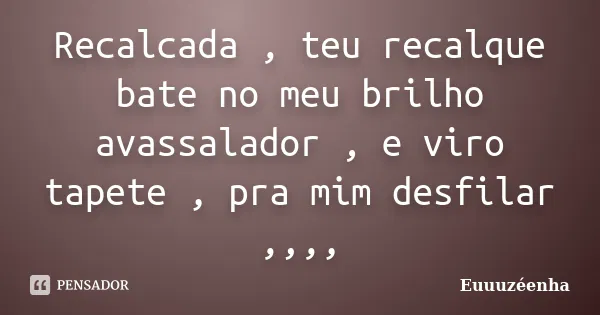 Recalcada , teu recalque
bate no meu brilho
avassalador , e viro
tapete , pra mim desfilar
,,,,
PENSADOR
Euuuzéenha